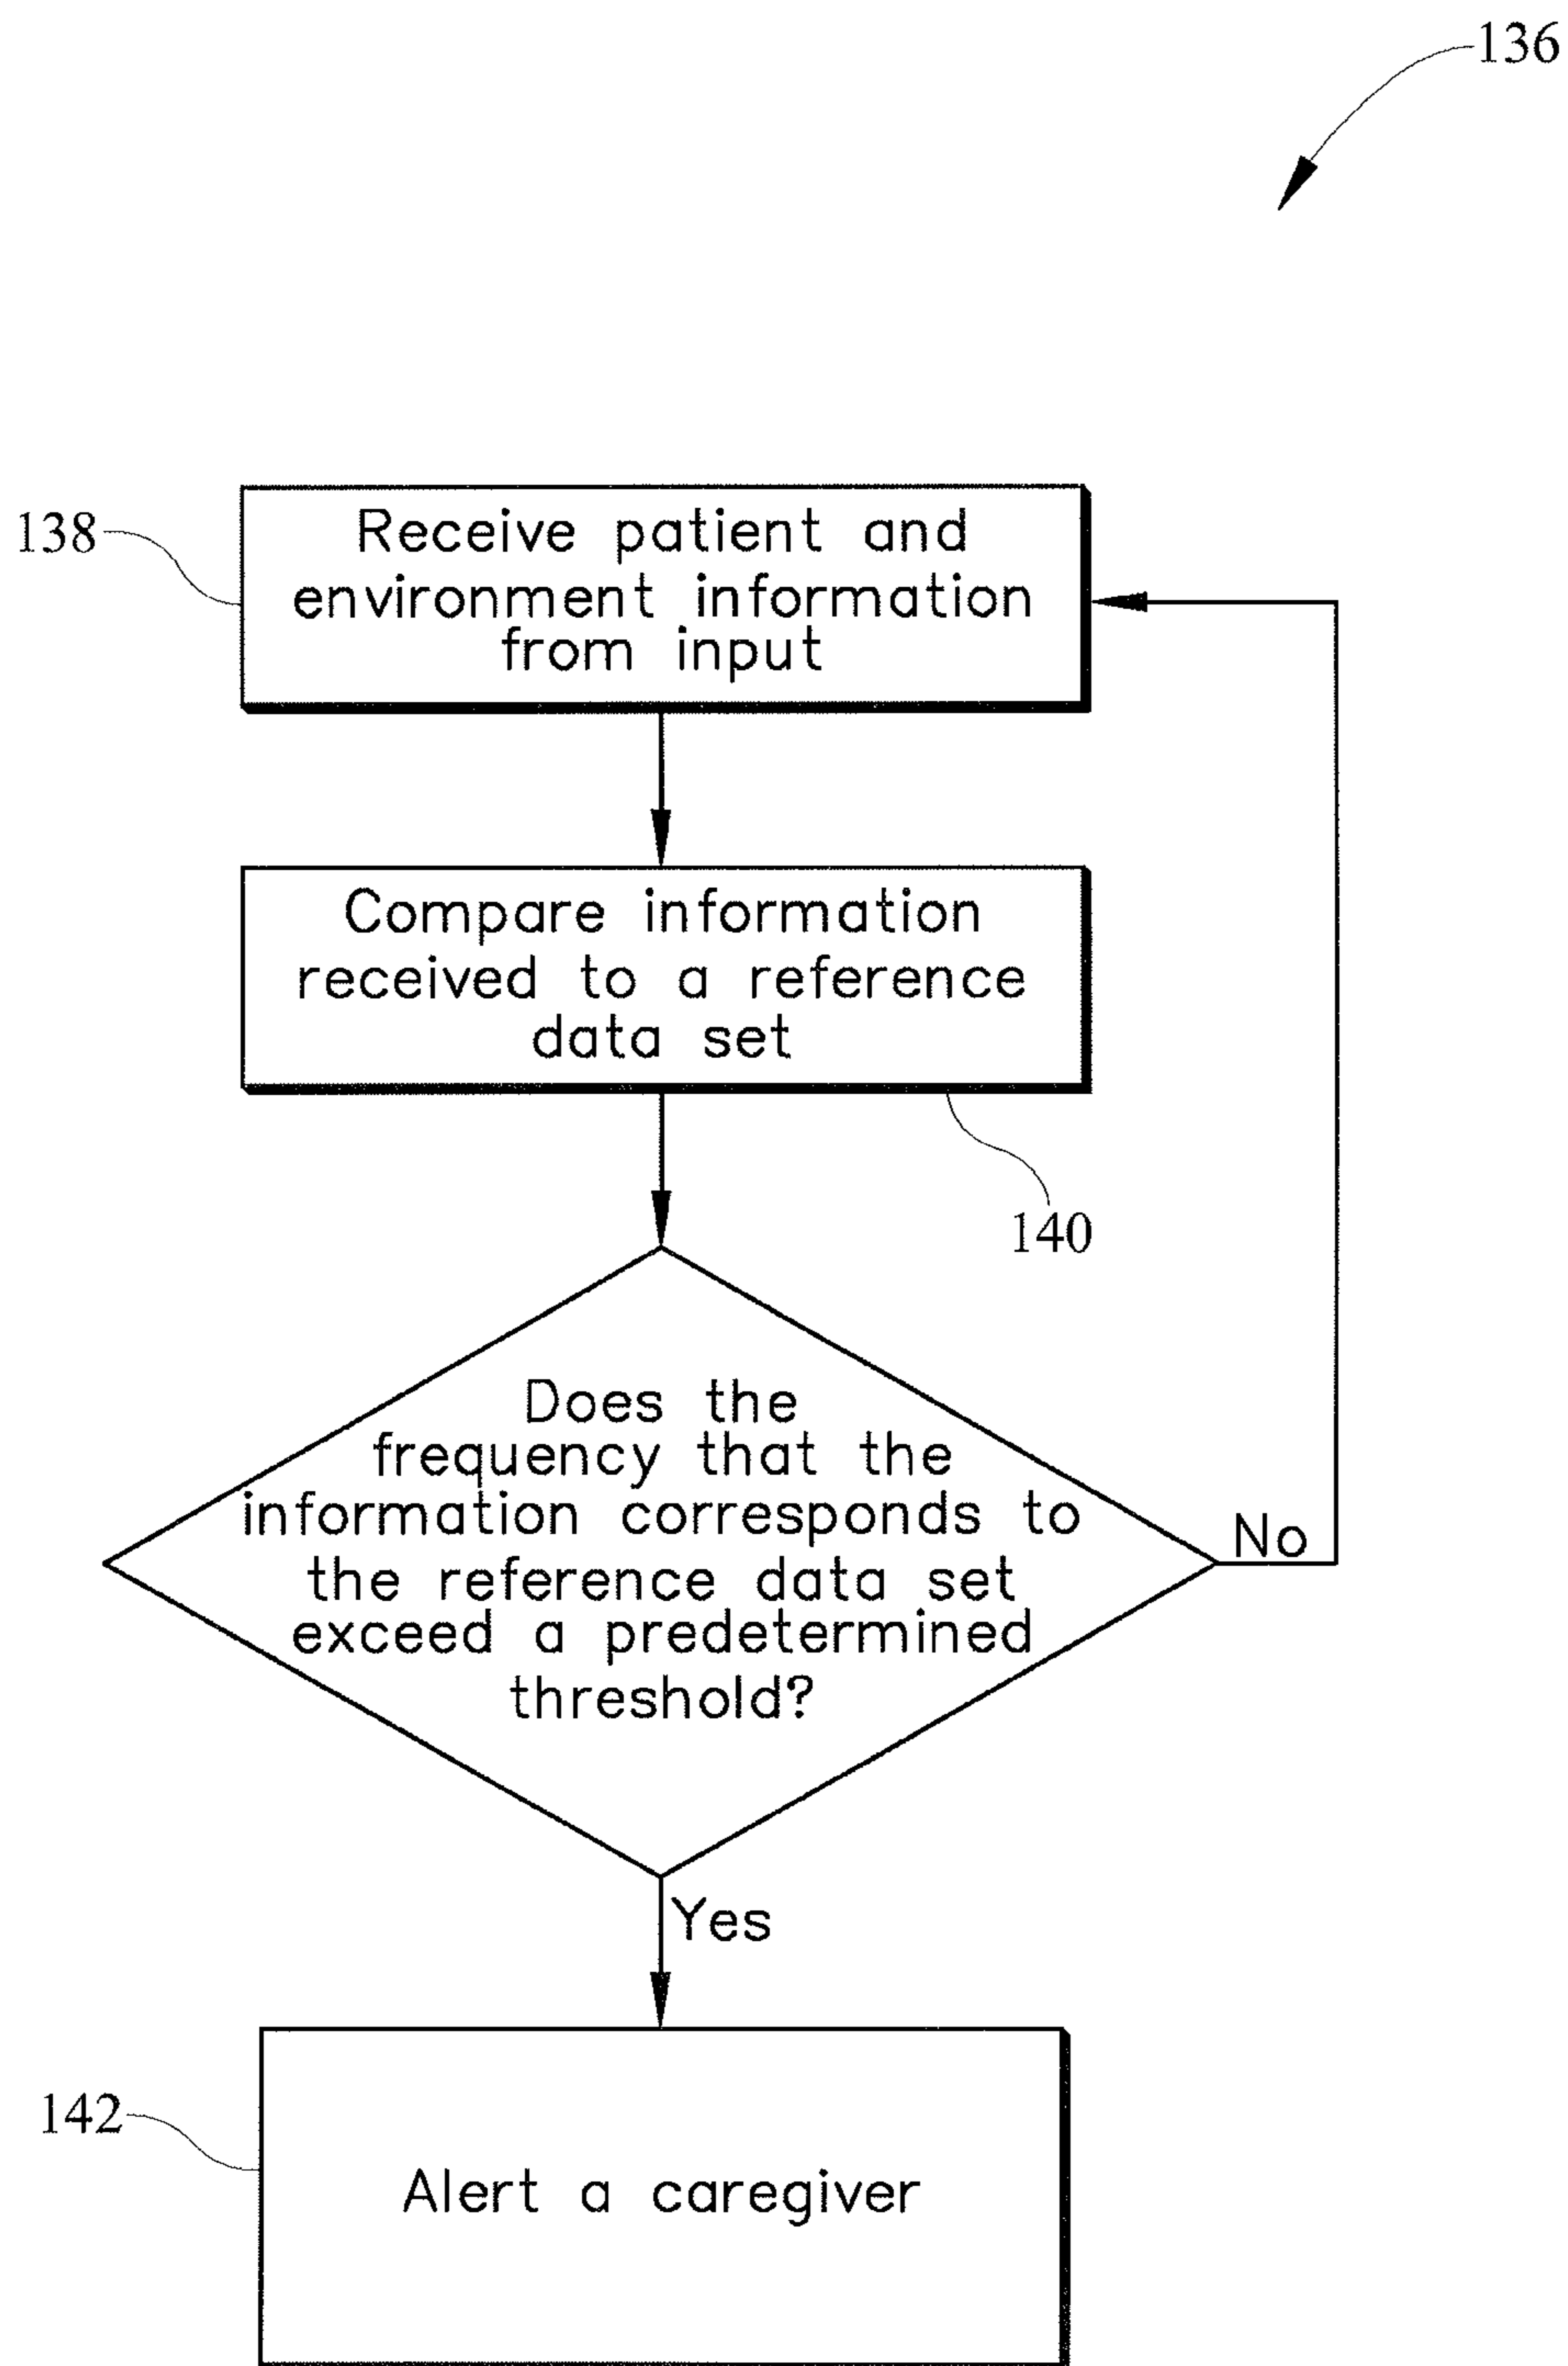 136
138
Receive patient and
environment information
from input
Compare information
received to a reference
data set
140
Does the
frequency that the
information corresponds to
the reference data set
exceed a predetermined
threshold?
No
Yes
142
Alert a caregiver